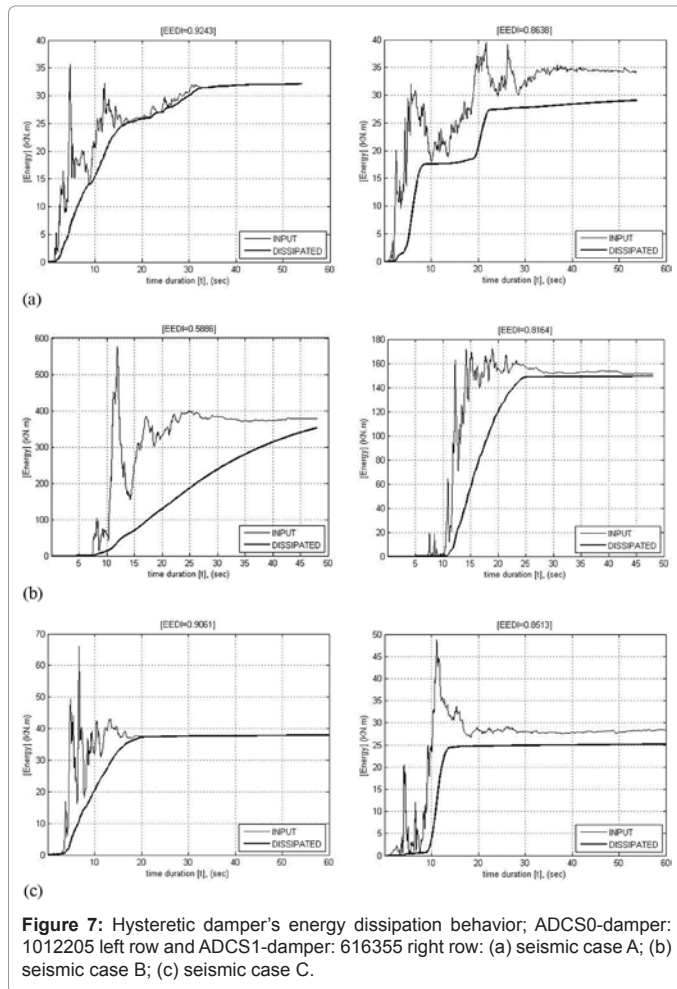 [EEDI=0.9243]
[Energy] (KN.m)
40
35
30
25
20
15
10
5
0
INPUT
DISSIPATED
10 20 30 40 50 60
time duration [t], (sec)
[EEDI=0.8638]
[Energy] (KN.m)
40
35
30
25
20
15
10
5
0
INPUT
DISSIPATED
10 20 30 40 50 60
time duration [t], (sec)
(a)
[EEDI=0.5886]
[Energy] (KN.m)
600
500
400
300
200
100
0
INPUT
DISSIPATED
5 10 15 20 25 30 35 40 45 50
time duration [t], (sec)
[EEDI=0.8164]
[Energy] (KN.m)
180
160
140
120
100
80
60
40
20
0
INPUT
DISSIPATED
5 10 15 20 25 30 35 40 45 50
time duration [t], (sec)
(b)
[EEDI=0.9061]
[Energy] (KN.m)
70
60
50
40
30
20
10
0
INPUT
DISSIPATED
10 20 30 40 50 60
time duration [t], (sec)
[EEDI=0.8513]
[Energy] (KN.m)
50
45
40
35
30
25
20
15
10
5
0
INPUT
DISSIPATED
10 20 30 40 50 60
time duration [t], (sec)
(c)
Figure 7: Hysteretic damper's energy dissipation behavior; ADCS0-damper:
1012205 left row and ADCS1-damper: 616355 right row: (a) seismic case A; (b)
seismic case B; (c) seismic case C.